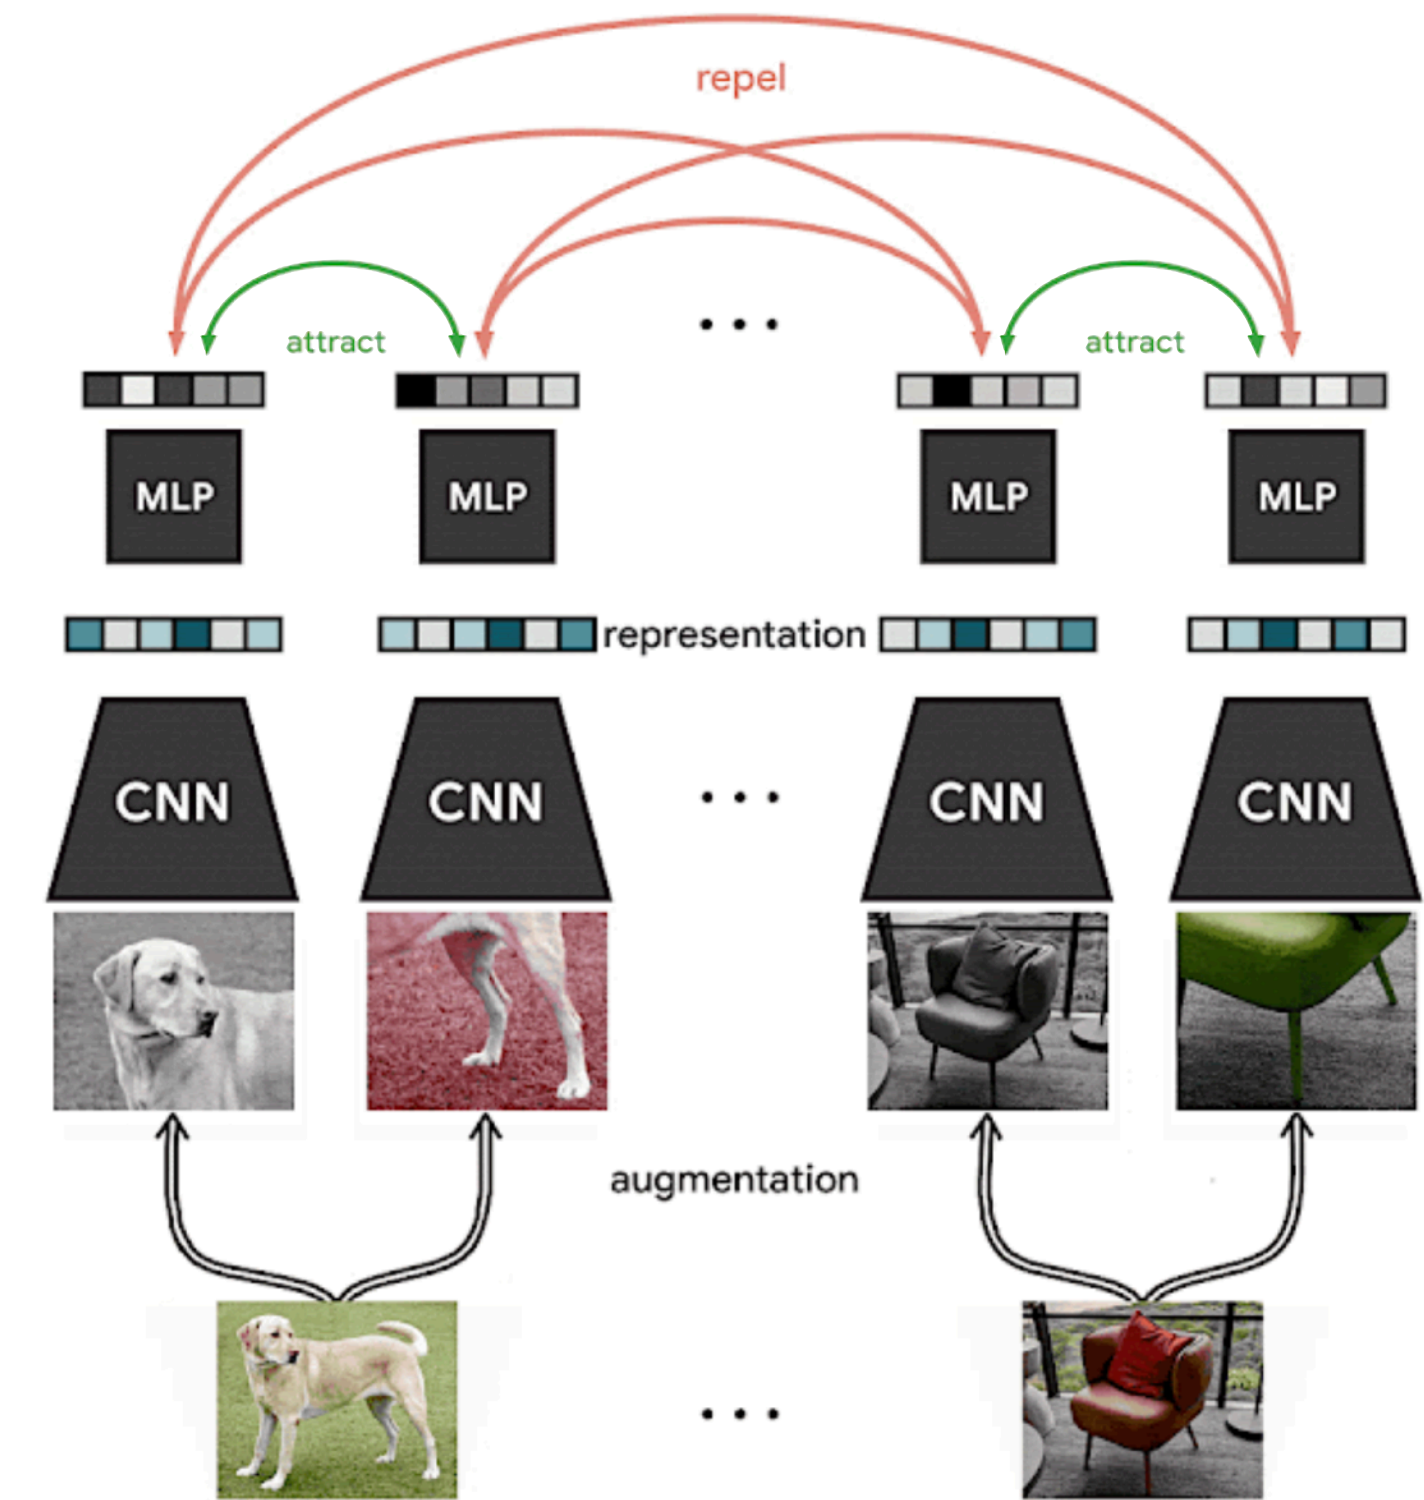 repel
attract
attract
MLP
MLP
MLP
MLP
representation
CNN
CNN
CNN
CNN
augmentation